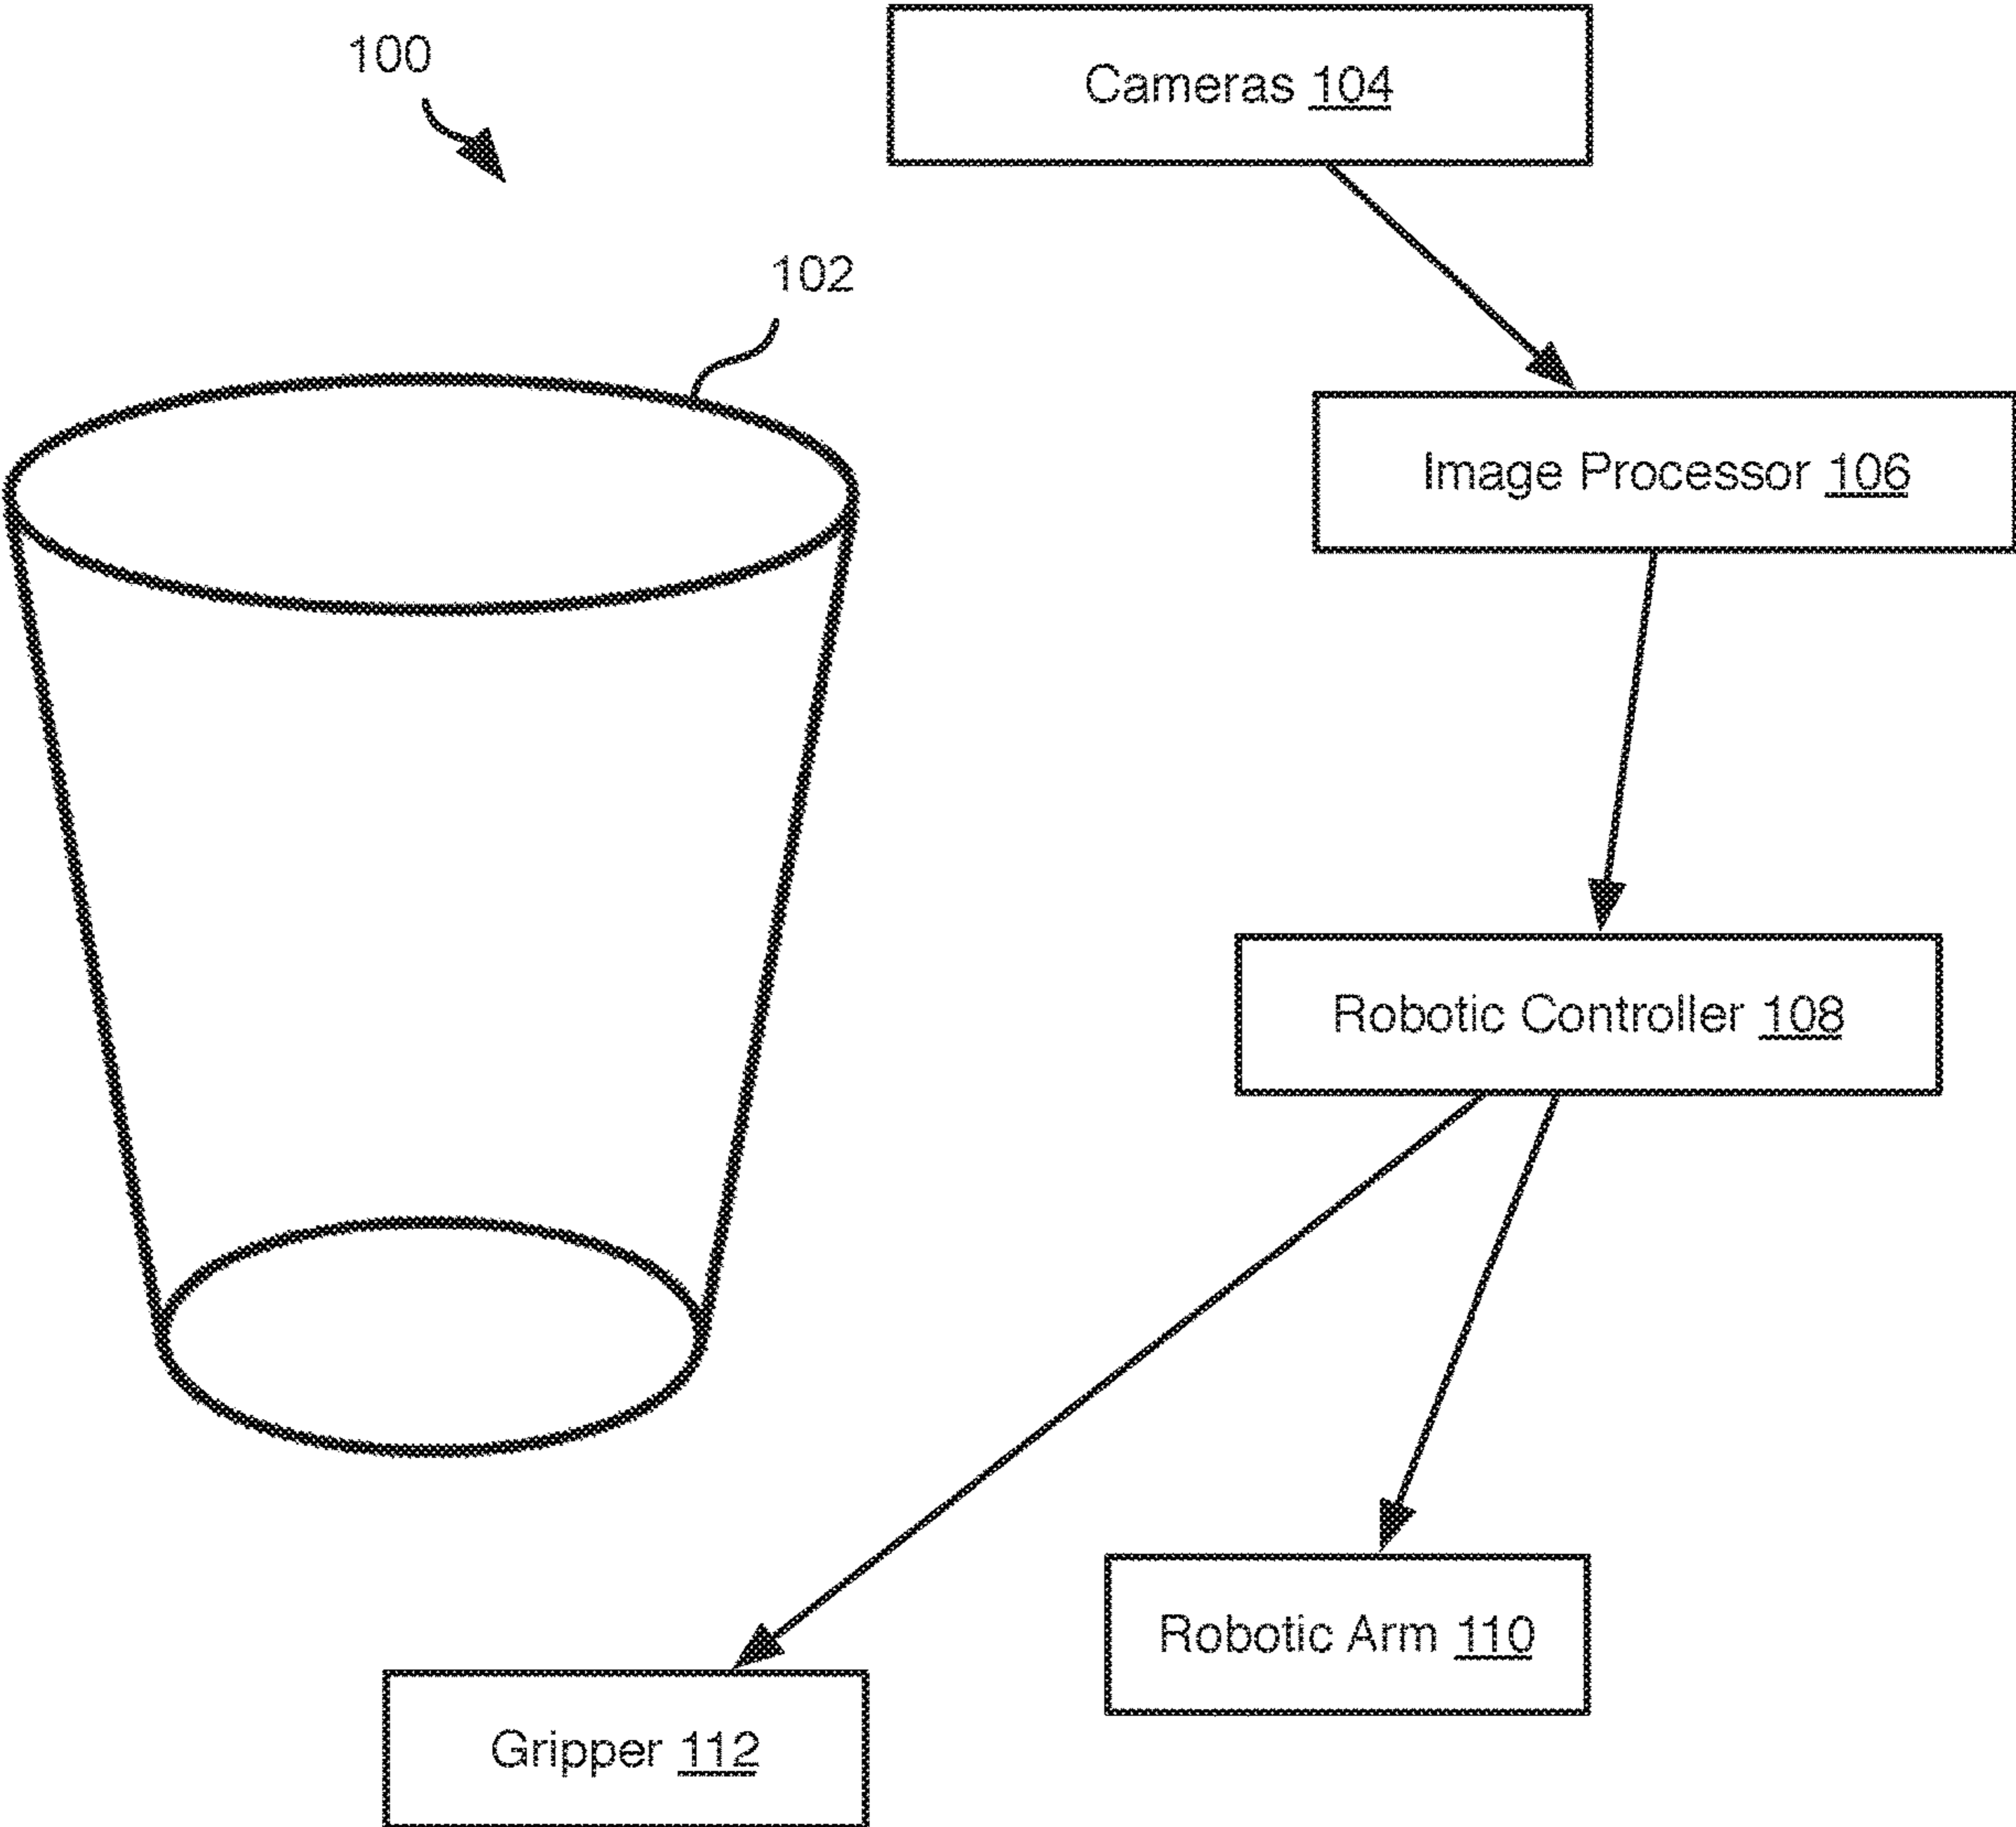 100
Cameras 104
102
Image Processor 106
Robotic Controller 108
Robotic Arm 110
Gripper 112